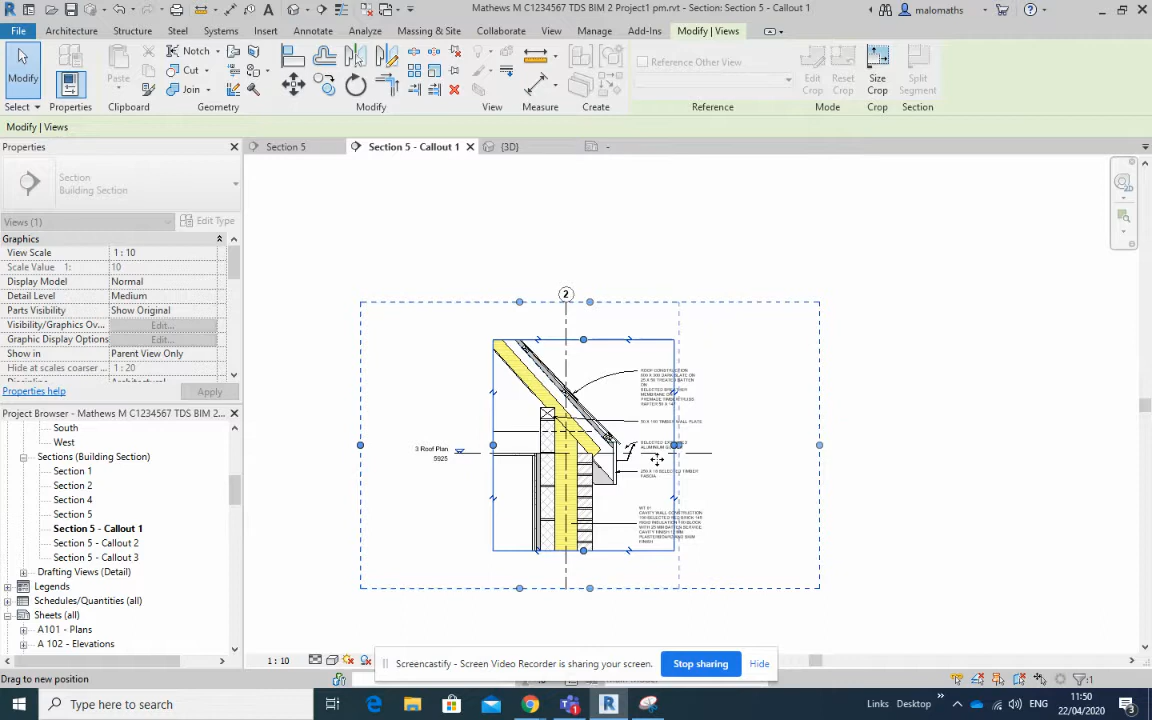 Mathews M C1234567 TDS BIM 2 Project1 pm.rvt - Section: Section 5 - Callout 1
malomaths
File Architecture Structure Steel Systems Insert Annotate Analyze Massing & Site Collaborate View Manage Add-Ins Modify | Views
Modify
Properties
Paste
Notch
Cut
Join
Reference Other View
Edit Crop
Reset Crop
Size Crop
Split Segment
Select Properties Clipboard Geometry Modify View Measure Create Reference Mode Crop Section
Modify | Views
Properties
Section 5
Section 5 - Callout 1
{3D}
Section
Building Section
Views (1)
Edit Type
Graphics
View Scale 1 : 10
Scale Value 1: 10
Display Model Normal
Detail Level Medium
Parts Visibility Show Original
Visibility/Graphics Ov... Edit...
Graphic Display Options Edit...
Show in Parent View Only
Hide at scales coarser ... 1 : 20
Properties help
Apply
Project Browser - Mathews M C1234567 TDS BIM 2...
South
West
Sections (Building Section)
Section 1
Section 2
Section 4
Section 5
Section 5 - Callout 1
Section 5 - Callout 2
Section 5 - Callout 3
Drafting Views (Detail)
Legends
Schedules/Quantities (all)
Sheets (all)
A101 - Plans
A 102 - Elevations
2
3 Roof Plan
5925
ROOF CONSTRUCTION
1 : 10
Screencastify - Screen Video Recorder is sharing your screen.
Stop sharing
Hide
Drag to new position
:1
Type here to search
Links
Desktop
ENG
11:50
22/04/2020
3